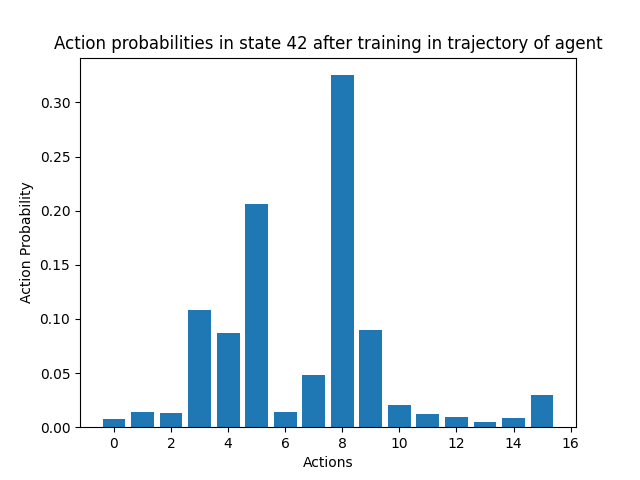 Action probabilities in state 42 after training in trajectory of agent
0.30
0.25
0.20
0.15
0.10
0.05
0.00
Action Probability
0 2 4 6 8 10 12 14 16
Actions